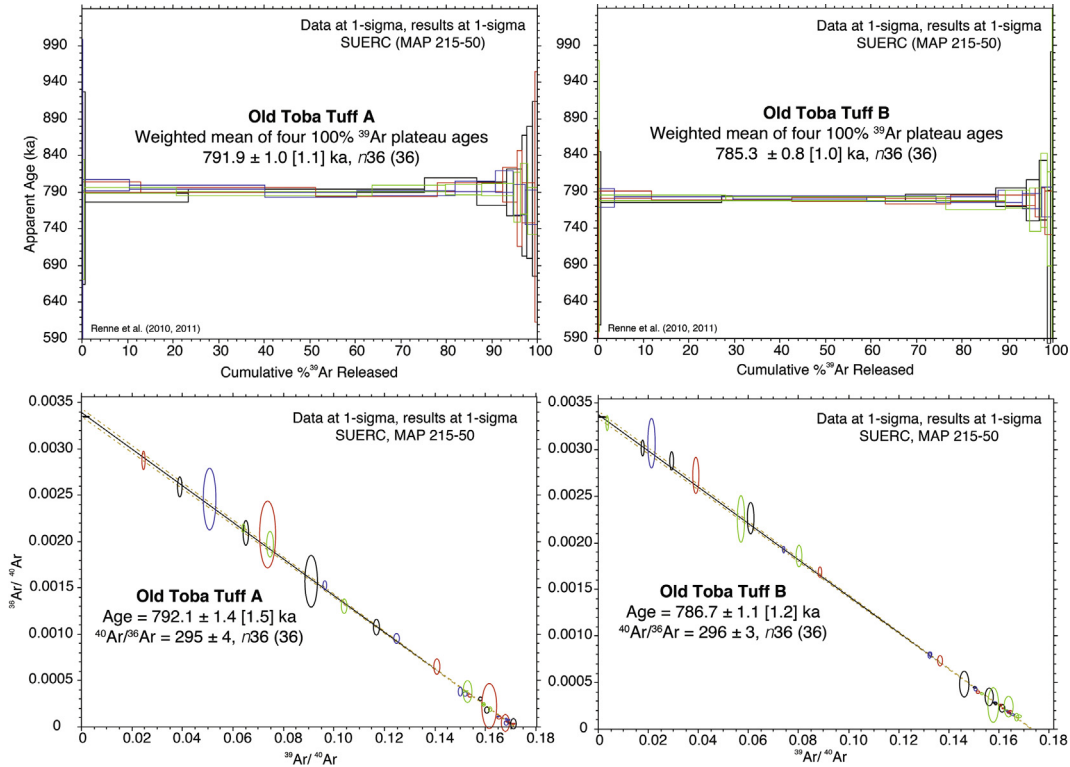 Data at 1-sigma, results at 1-sigma
SUERC (MAP 215-50)
Old Toba Tuff A
Weighted mean of four 100% ³⁹Ar plateau ages
791.9 ± 1.0 [1.1] ka, n36 (36)
Apparent Age (ka)
990
940
890
840
790
740
690
640
590
Renne et al. (2010, 2011)
0 10 20 30 40 50 60 70 80 90 100
Cumulative %³⁹Ar Released
Data at 1-sigma, results at 1-sigma
SUERC (MAP 215-50)
Old Toba Tuff B
Weighted mean of four 100% ³⁹Ar plateau ages
785.3 ± 0.8 [1.0] ka, n36 (36)
990
940
890
840
790
740
690
640
590
Renne et al. (2010, 2011)
0 10 20 30 40 50 60 70 80 90 100
Cumulative %³⁹Ar Released
Data at 1-sigma, results at 1-sigma
SUERC, MAP 215-50
0.0035
0.0030
0.0025
0.0020
0.0015
0.0010
0.0005
0
³⁶Ar/ ⁴⁰Ar
Old Toba Tuff A
Age = 792.1 ± 1.4 [1.5] ka
⁴⁰Ar/³⁶Ar = 295 ± 4, n36 (36)
0 0.02 0.04 0.06 0.08 0.10 0.12 0.14 0.16 0.18
³⁹Ar/ ⁴⁰Ar
Data at 1-sigma, results at 1-sigma
SUERC, MAP 215-50
0.0035
0.0030
0.0025
0.0020
0.0015
0.0010
0.0005
0
Old Toba Tuff B
Age = 786.7 ± 1.1 [1.2] ka
⁴⁰Ar/³⁶Ar = 296 ± 3, n36 (36)
0 0.02 0.04 0.06 0.08 0.10 0.12 0.14 0.16 0.18
³⁹Ar/ ⁴⁰Ar